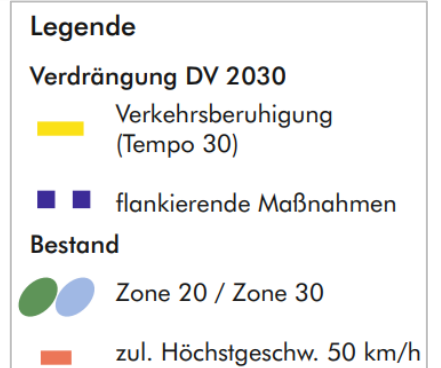 Legende
Verdrängung DV 2030
Verkehrsberuhigung
(Tempo 30)
flankierende Maßnahmen
Bestand
Zone 20 / Zone 30
zul. Höchstgeschw. 50 km/h